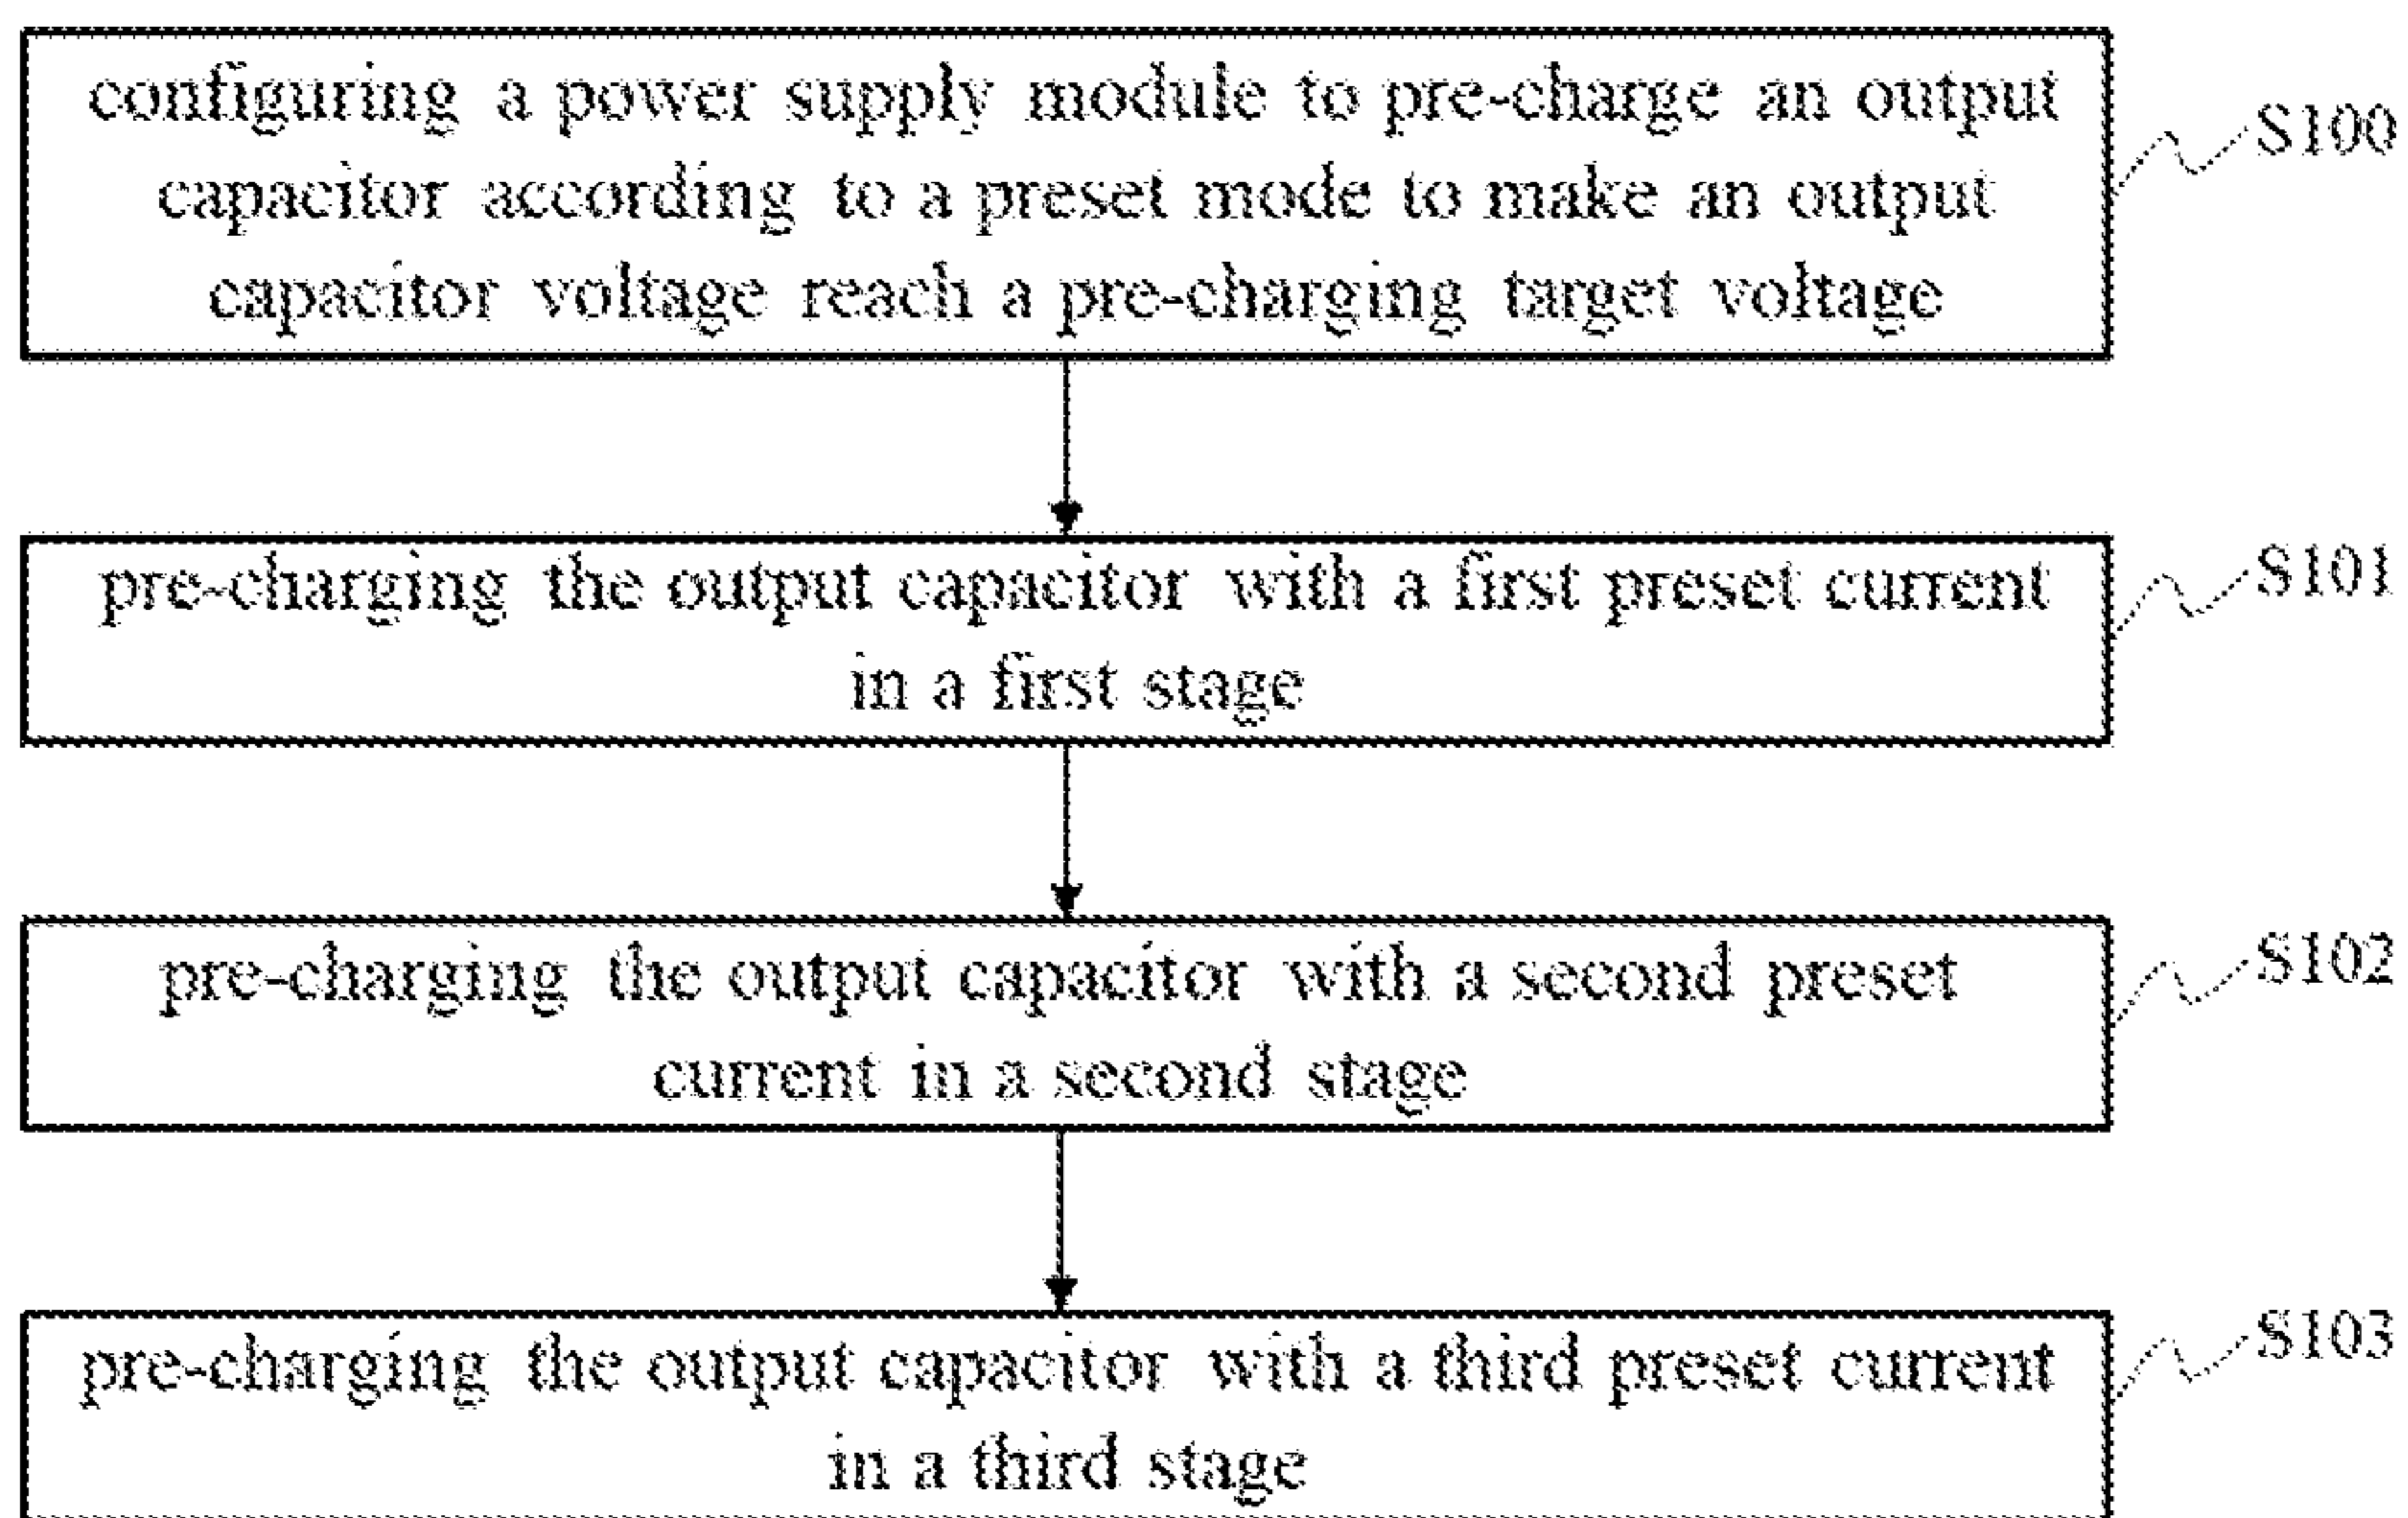 configuring a power supply module to pre-charge an output
capacitor according to a preset mode to make an output
capacitor voltage reach a pre-charging target voltage
S100
pre-charging the output capacitor with a first preset current
in a first stage
S101
pre-charging the output capacitor with a second preset
current in a second stage
S102
pre-charging the output capacitor with a third preset current
in a third stage
S103